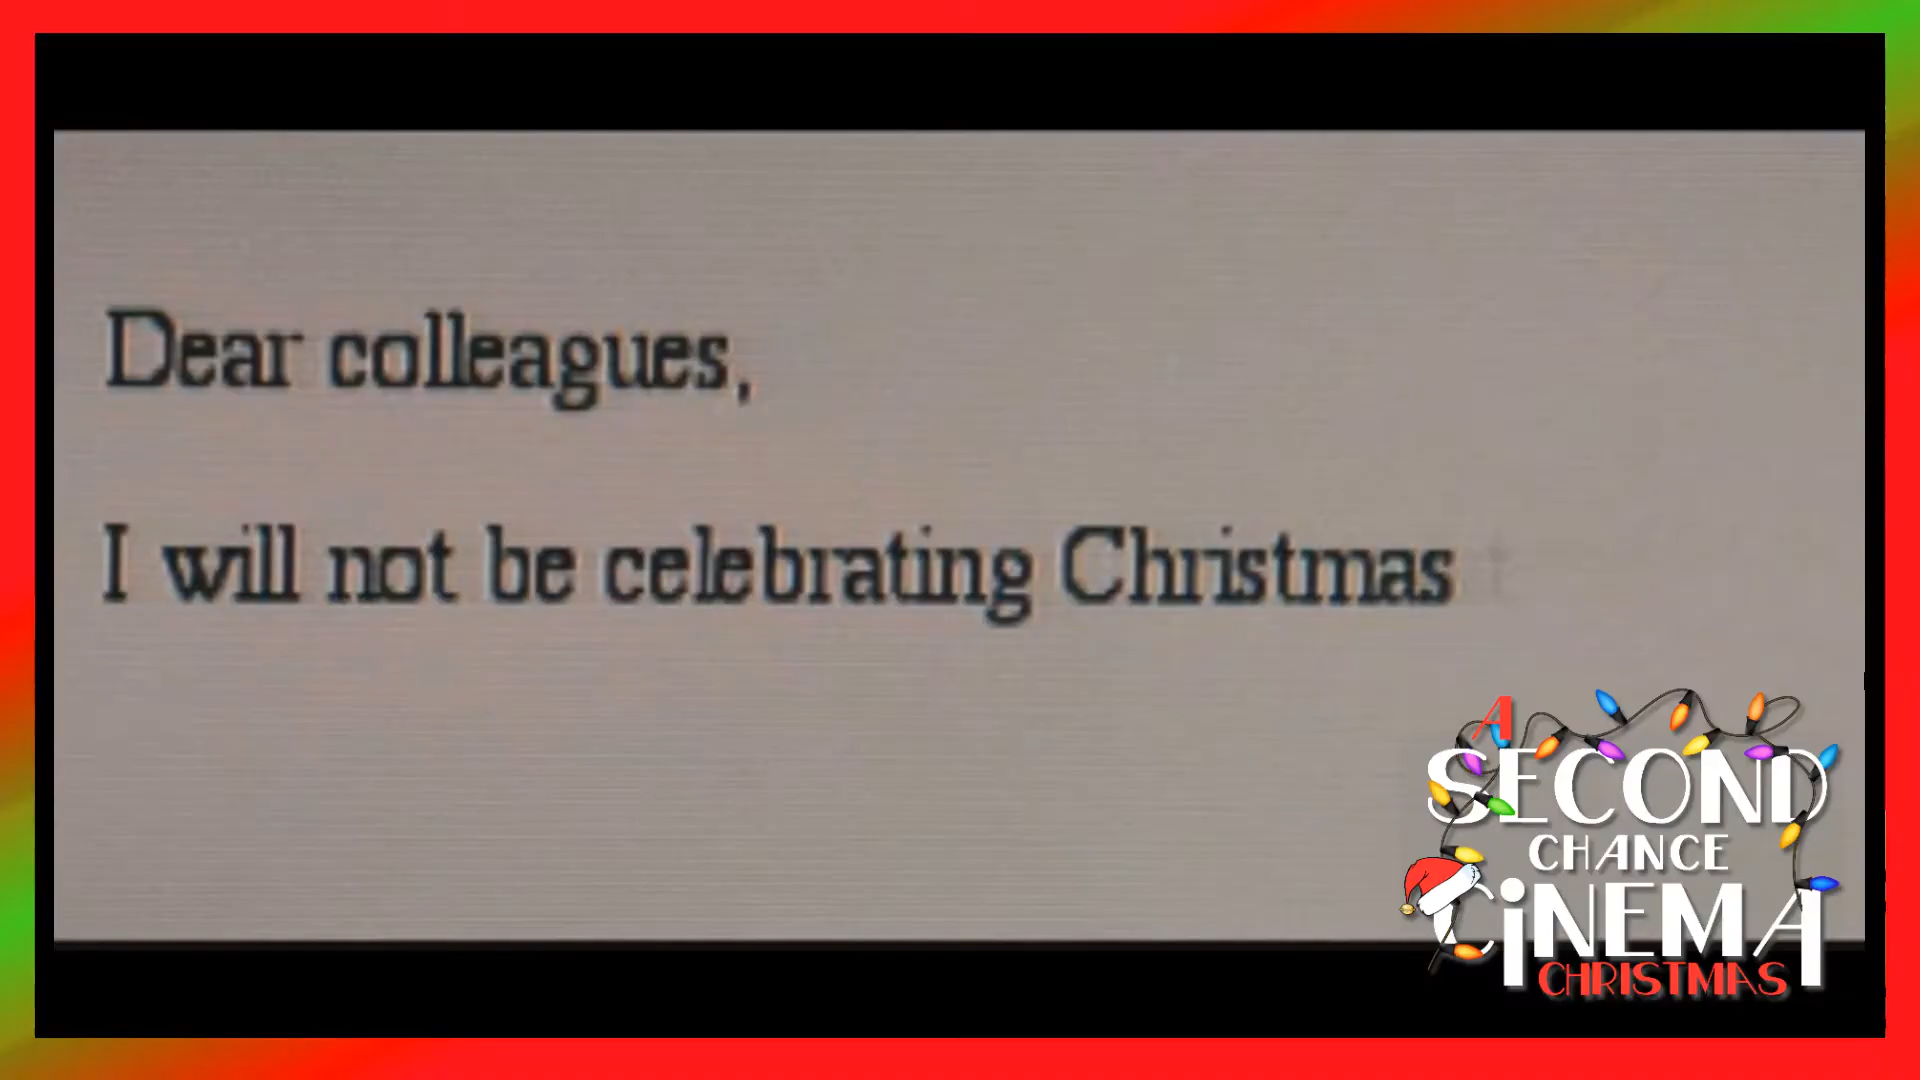 Dear colleagues,
I will not be celebrating Christmas t
A
SECOND
CHANCE
CiNEMA
CHRISTMAS